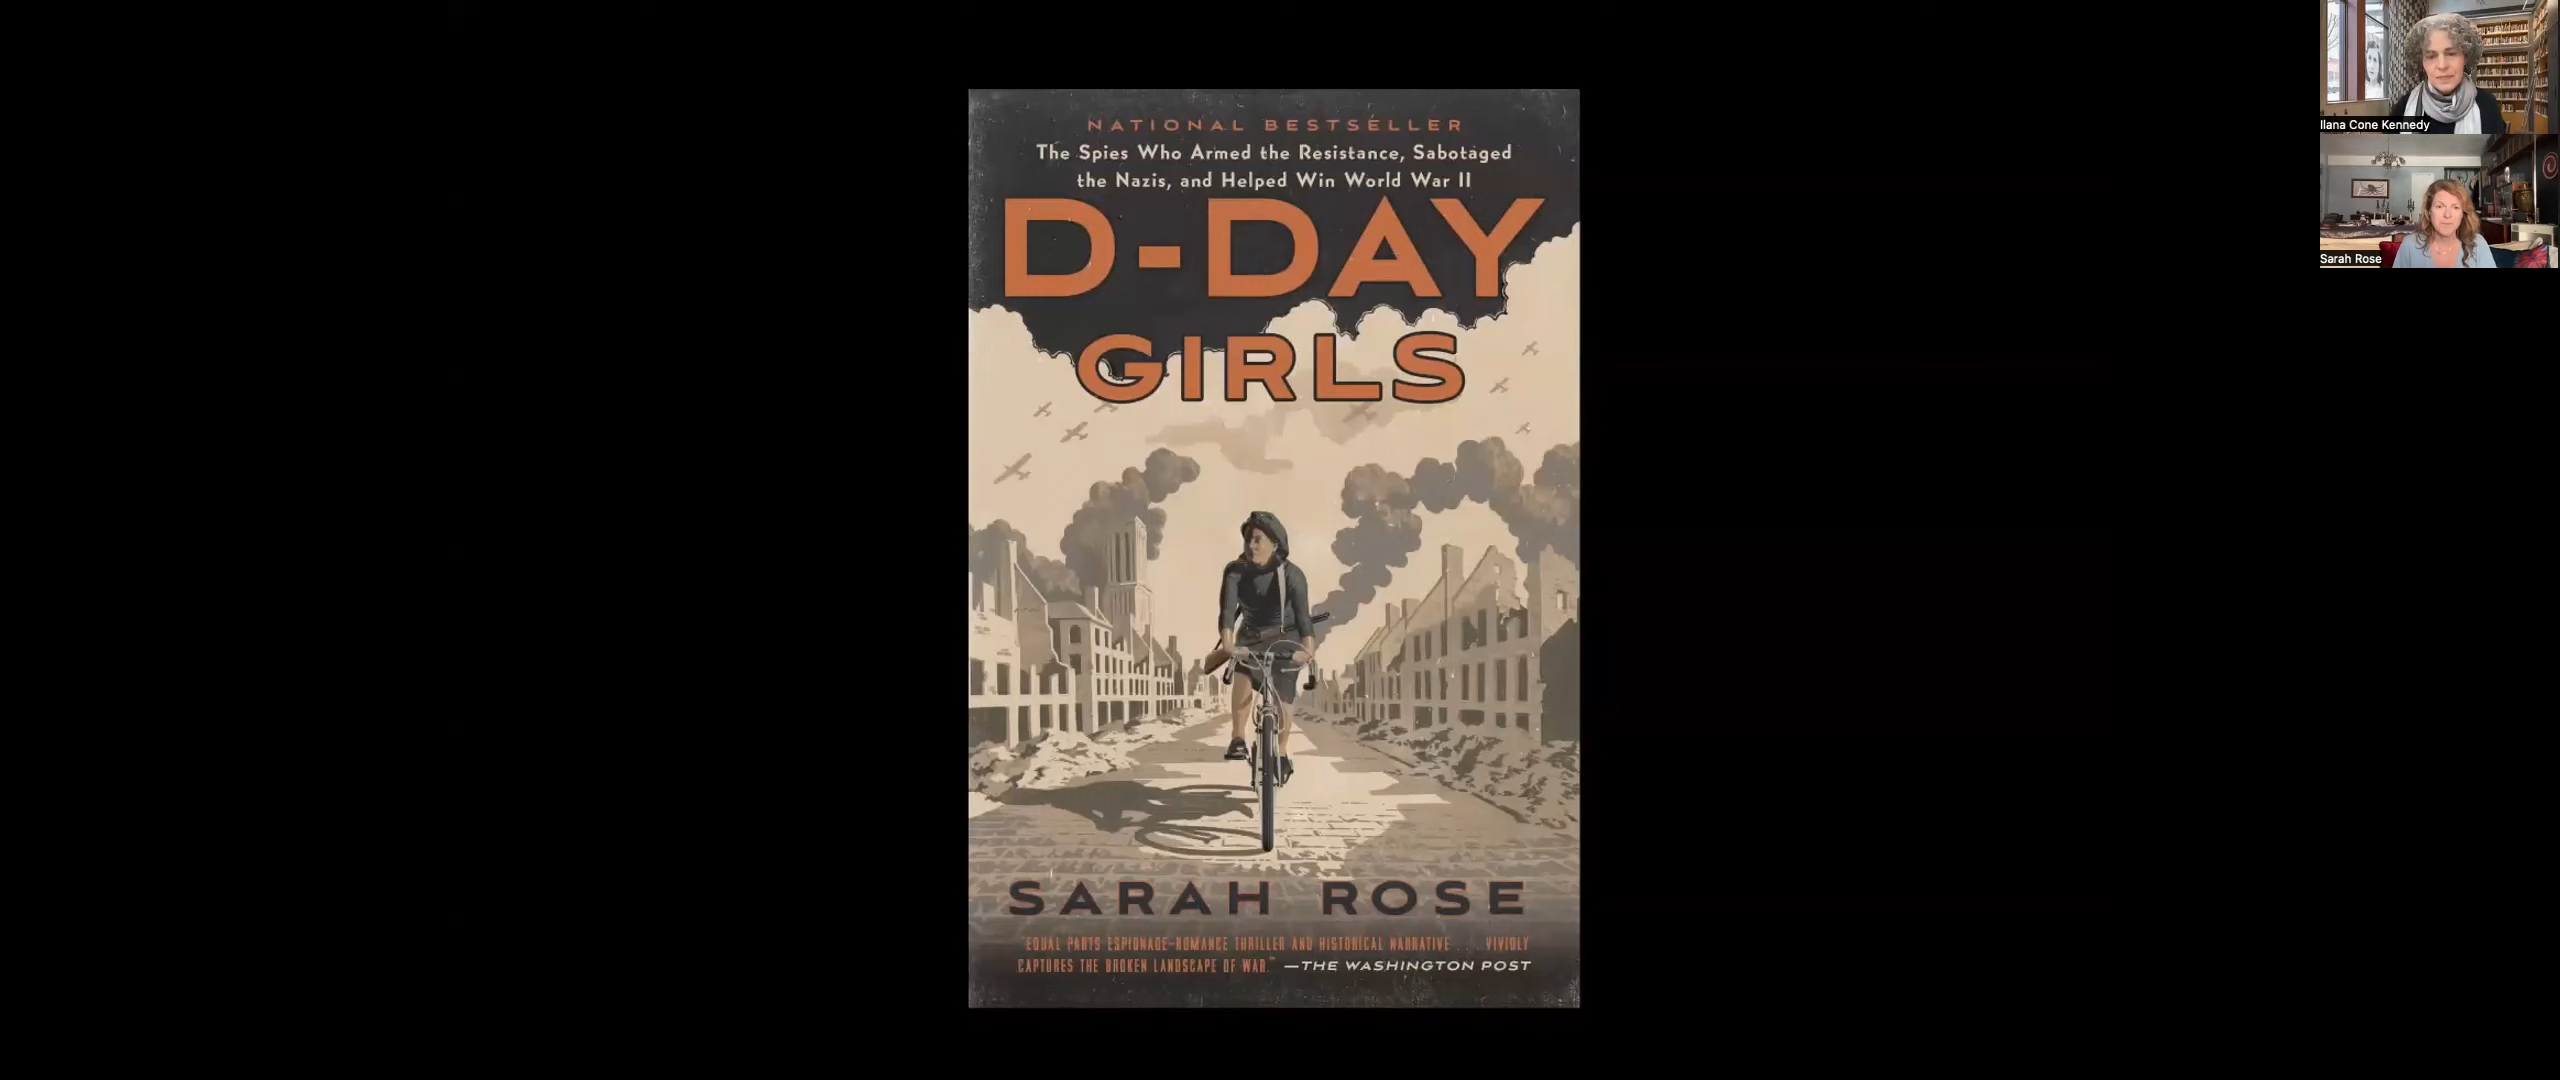 NATIONAL BESTSELLER
The Spies Who Armed the Resistance, Sabotaged
the Nazis, and Helped Win World War II
D-DAY
GIRLS
SARAH ROSE
"EQUAL PARTS ESPIONAGE-ROMANCE THRILLER AND HISTORICAL NARRATIVE . . . VIVIDLY
CAPTURES THE BROKEN LANDSCAPE OF WAR." —THE WASHINGTON POST
Ilana Cone Kennedy
Sarah Rose